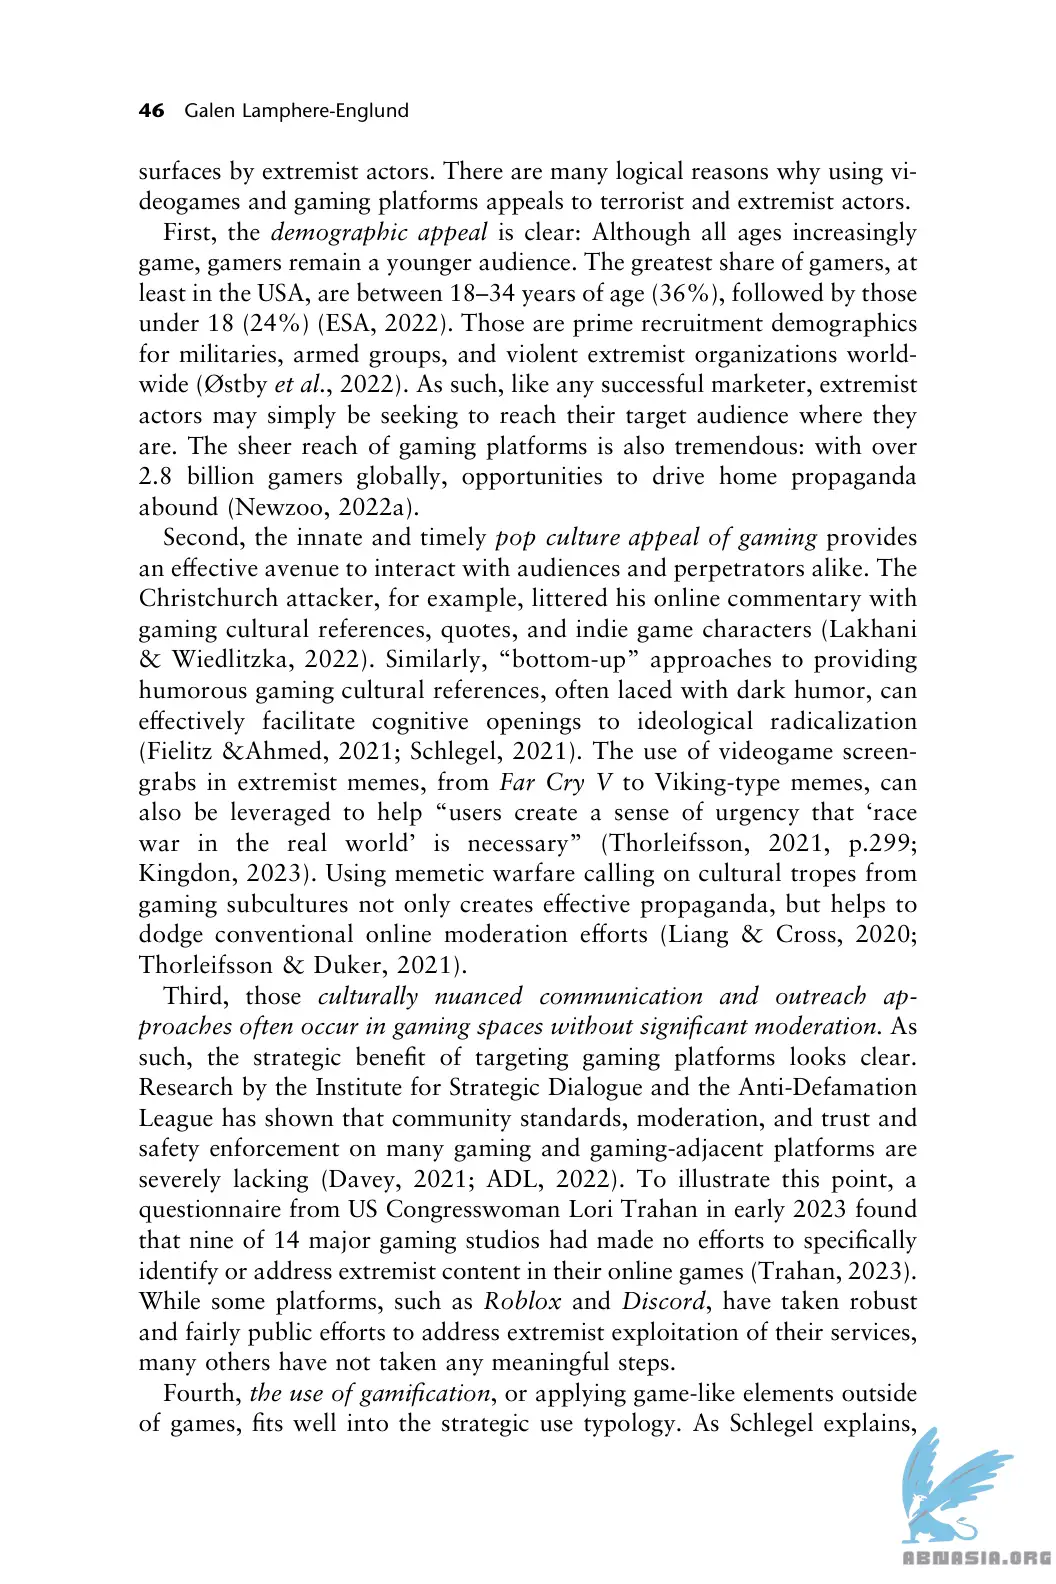 46 Galen Lamphere-Englund
surfaces by extremist actors. There are many logical reasons why using vi-
deogames and gaming platforms appeals to terrorist and extremist actors.
First, the demographic appeal is clear: Although all ages increasingly
game, gamers remain a younger audience. The greatest share of gamers, at
least in the USA, are between 18–34 years of age (36%), followed by those
under 18 (24%) (ESA, 2022). Those are prime recruitment demographics
for militaries, armed groups, and violent extremist organizations world-
wide (Østby et al., 2022). As such, like any successful marketer, extremist
actors may simply be seeking to reach their target audience where they
are. The sheer reach of gaming platforms is also tremendous: with over
2.8 billion gamers globally, opportunities to drive home propaganda
abound (Newzoo, 2022a).
Second, the innate and timely pop culture appeal of gaming provides
an effective avenue to interact with audiences and perpetrators alike. The
Christchurch attacker, for example, littered his online commentary with
gaming cultural references, quotes, and indie game characters (Lakhani
& Wiedlitzka, 2022). Similarly, “bottom-up” approaches to providing
humorous gaming cultural references, often laced with dark humor, can
effectively facilitate cognitive openings to ideological radicalization
(Fielitz &Ahmed, 2021; Schlegel, 2021). The use of videogame screen-
grabs in extremist memes, from Far Cry V to Viking-type memes, can
also be leveraged to help “users create a sense of urgency that ‘race
war in the real world’ is necessary” (Thorleifsson, 2021, p.299;
Kingdon, 2023). Using memetic warfare calling on cultural tropes from
gaming subcultures not only creates effective propaganda, but helps to
dodge conventional online moderation efforts (Liang & Cross, 2020;
Thorleifsson & Duker, 2021).
Third, those culturally nuanced communication and outreach ap-
proaches often occur in gaming spaces without significant moderation. As
such, the strategic benefit of targeting gaming platforms looks clear.
Research by the Institute for Strategic Dialogue and the Anti-Defamation
League has shown that community standards, moderation, and trust and
safety enforcement on many gaming and gaming-adjacent platforms are
severely lacking (Davey, 2021; ADL, 2022). To illustrate this point, a
questionnaire from US Congresswoman Lori Trahan in early 2023 found
that nine of 14 major gaming studios had made no efforts to specifically
identify or address extremist content in their online games (Trahan, 2023).
While some platforms, such as Roblox and Discord, have taken robust
and fairly public efforts to address extremist exploitation of their services,
many others have not taken any meaningful steps.
Fourth, the use of gamification, or applying game-like elements outside
of games, fits well into the strategic use typology. As Schlegel explains,
ABNASIA.ORG